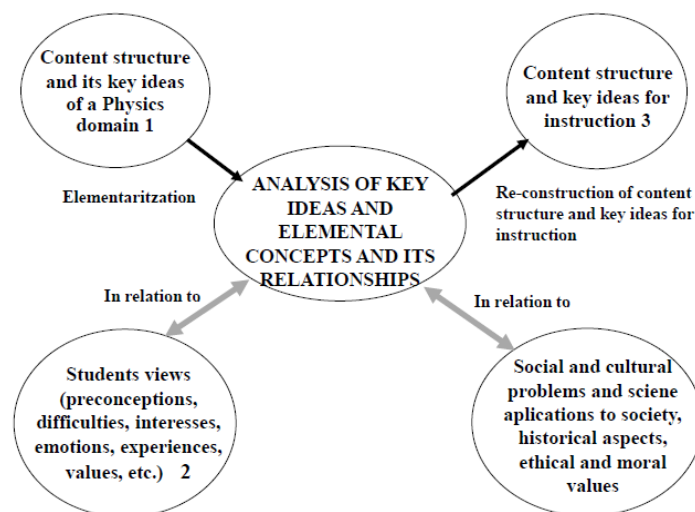 Content structure
and its key ideas
of a Physics
domain 1
Content structure
and key ideas for
instruction 3
Elementaritzation
ANALYSIS OF KEY
IDEAS AND
ELEMENTAL
CONCEPTS AND ITS
RELATIONSHIPS
Re-construction of content
structure and key ideas for
instruction
In relation to
In relation to
Students views
(preconceptions,
difficulties, interesses,
emotions, experiences,
values, etc.) 2
Social and cultural
problems and sciene
aplications to society,
historical aspects,
ethical and moral
values